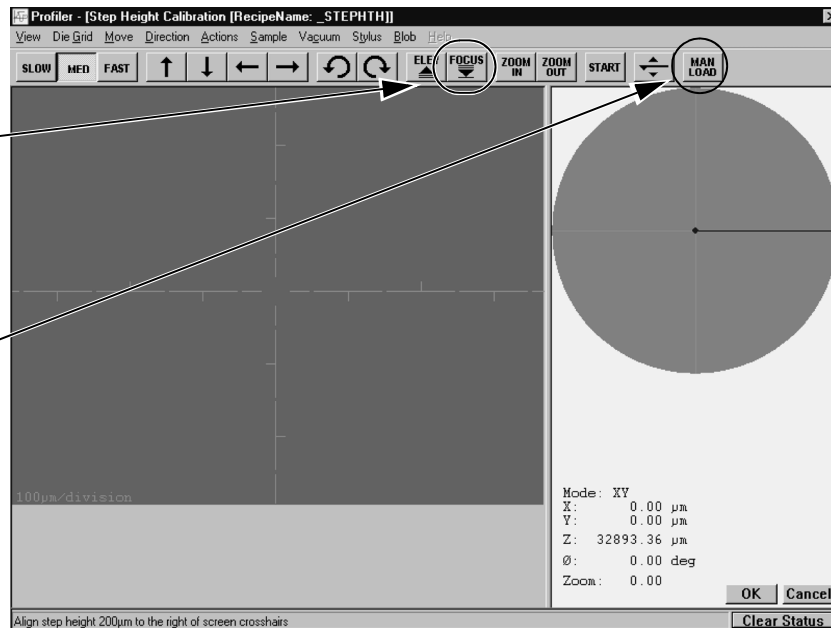 Profiler - [Step Height Calibration [RecipeName: _STEPHTH]]
View Die Grid Move Direction Actions Sample Vacuum Stylus Blob Help
SLOW MED FAST ELEV FOCUS ZOOM IN ZOOM OUT START MAN LOAD
100µm/division
Mode: XY
X: 0.00 µm
Y: 0.00 µm
Z: 32893.36 µm
Ø: 0.00 deg
Zoom: 0.00
OK Cancel
Align step height 200µm to the right of screen crosshairs
Clear Status